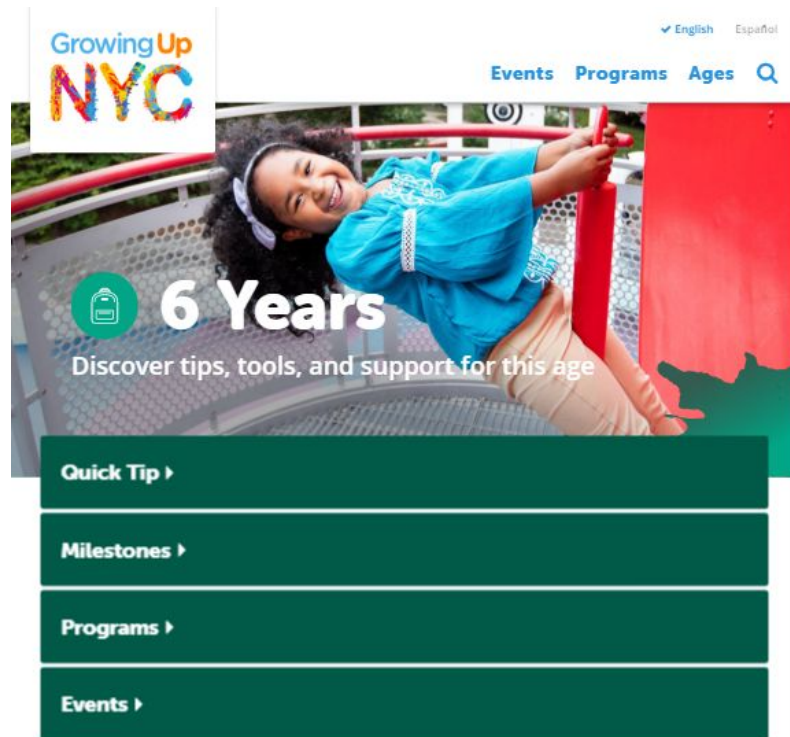 Growing Up
NYC
English Español
Events Programs Ages
6 Years
Discover tips, tools, and support for this age
Quick Tip
Milestones
Programs
Events